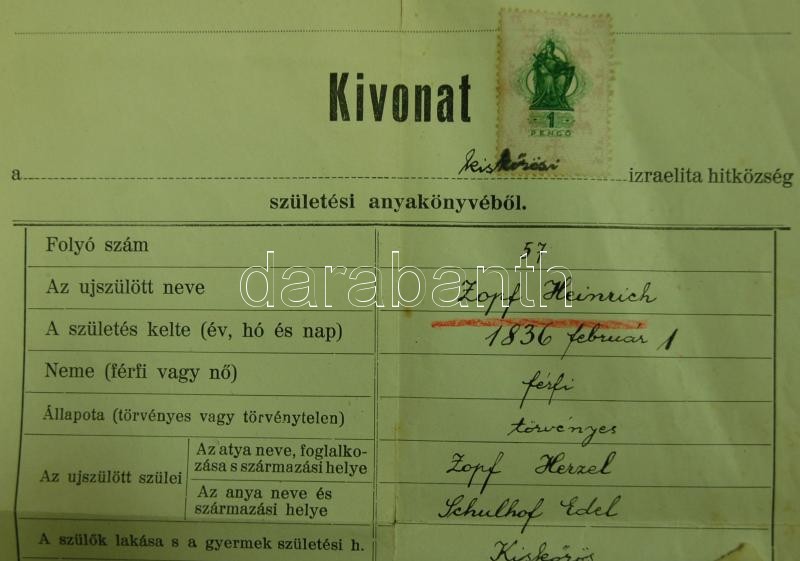 Kivonat
1
PENGŐ
a kiskőrösi izraelita hitközség
születési anyakönyvéből.
Folyó szám 57
Az ujszülött neve Zopf Heinrich
A születés kelte (év, hó és nap) 1836 február 1
Neme (férfi vagy nő) férfi
Állapota (törvényes vagy törvénytelen) törvényes
Az ujszülött szülei
Az atya neve, foglalko-
zása s származási helye Zopf Herzel
Az anya neve és
származási helye Schulhof Edel
A szülők lakása s a gyermek születési h. Kiskőrös
darabanth